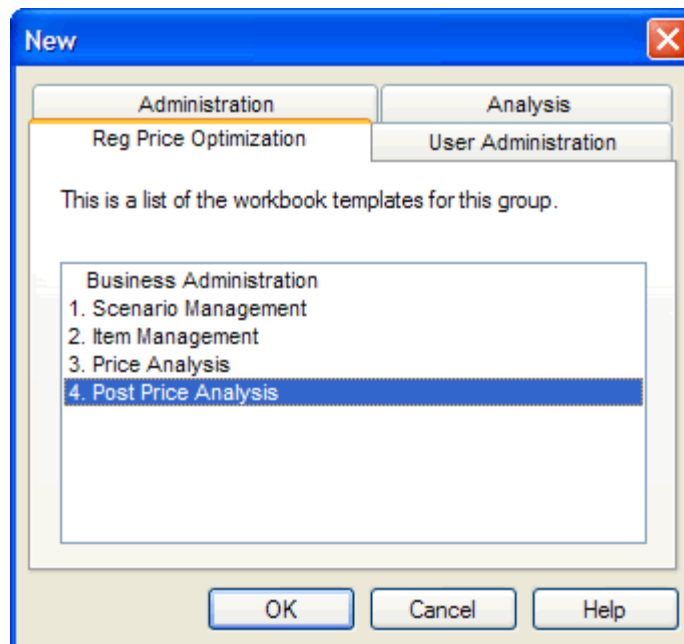 New
Administration
Analysis
Reg Price Optimization
User Administration
This is a list of the workbook templates for this group.
Business Administration
1. Scenario Management
2. Item Management
3. Price Analysis
4. Post Price Analysis
OK
Cancel
Help